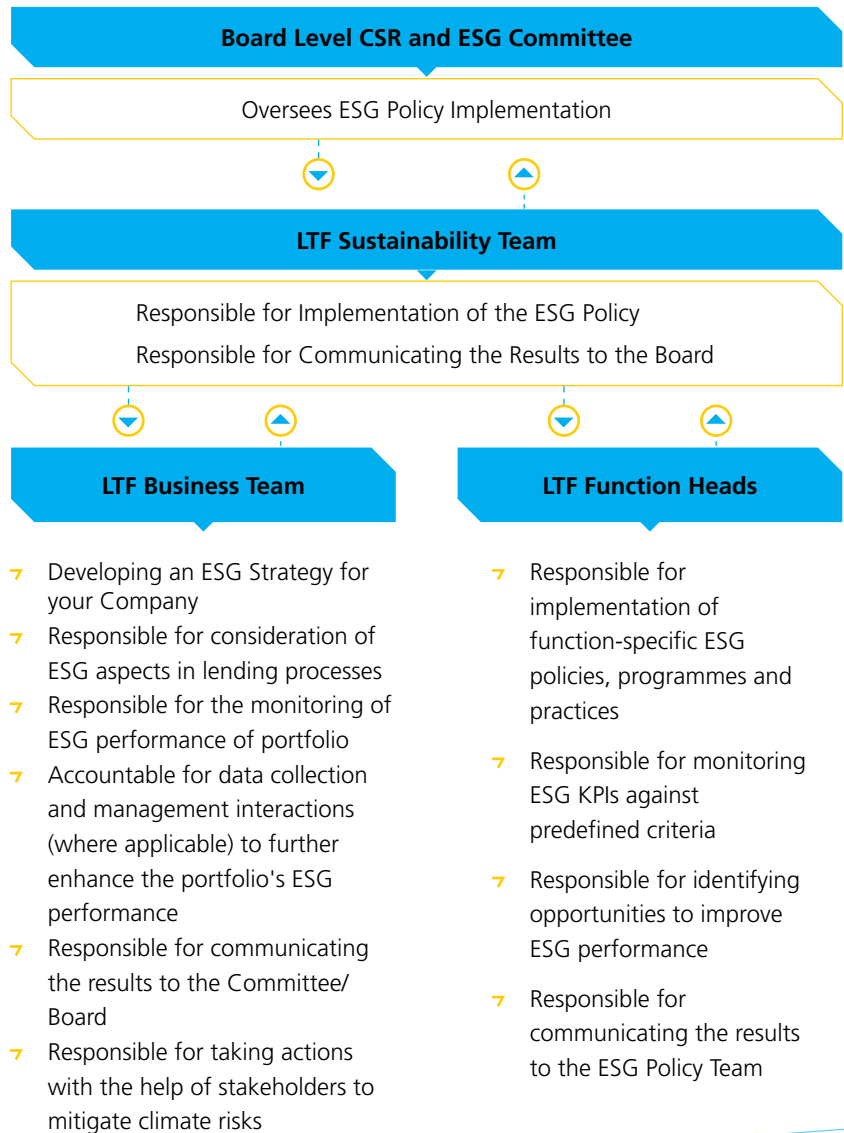 Board Level CSR and ESG Committee
Oversees ESG Policy Implementation
LTF Sustainability Team
Responsible for Implementation of the ESG Policy
Responsible for Communicating the Results to the Board
LTF Business Team
Developing an ESG Strategy for
your Company
Responsible for consideration of
ESG aspects in lending processes
Responsible for the monitoring of
ESG performance of portfolio
Accountable for data collection
and management interactions
(where applicable) to further
enhance the portfolio's ESG
performance
Responsible for communicating
the results to the Committee/
Board
Responsible for taking actions
with the help of stakeholders to
mitigate climate risks
LTF Function Heads
Responsible for
implementation of
function-specific ESG
policies, programmes and
practices
Responsible for monitoring
ESG KPIs against
predefined criteria
Responsible for identifying
opportunities to improve
ESG performance
Responsible for
communicating the results
to the ESG Policy Team